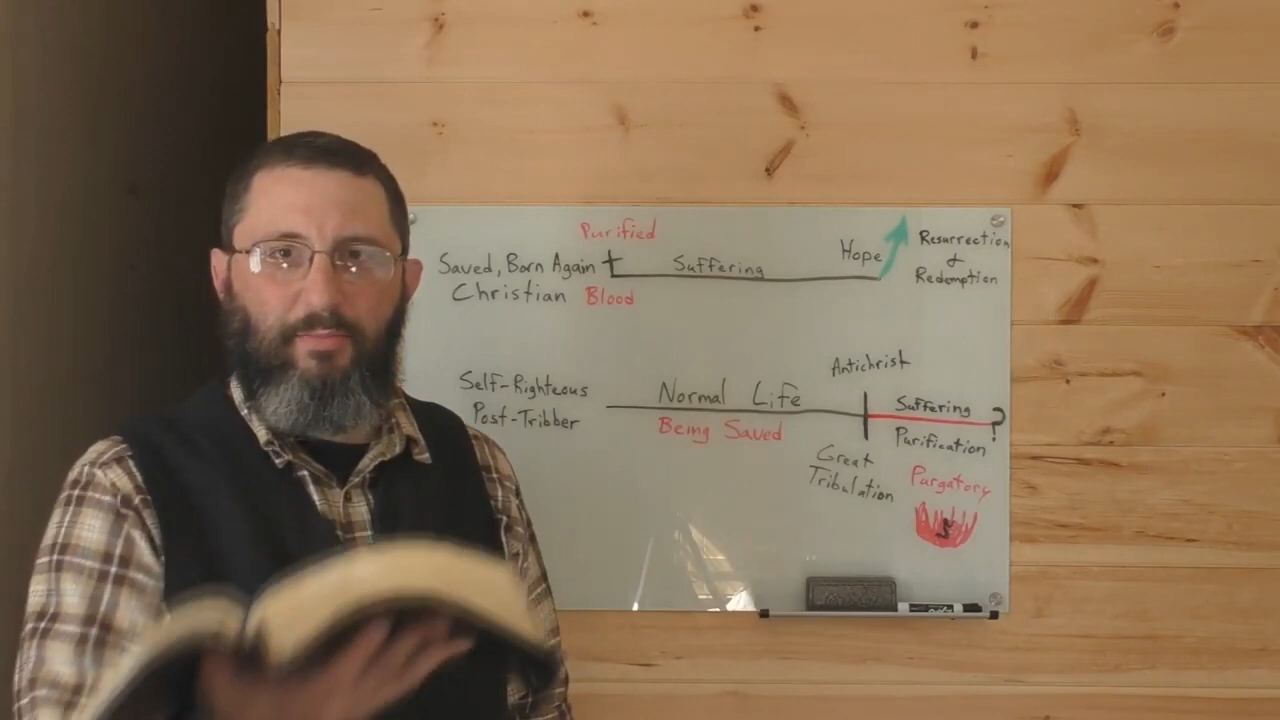 Purified
Saved, Born Again
Christian
Blood
Suffering
Hope
Resurrection
&
Redemption
Self-Righteous
Post-Tribber
Normal Life
Being Saved
Antichrist
Great
Tribulation
Suffering
?
Purification
Purgatory